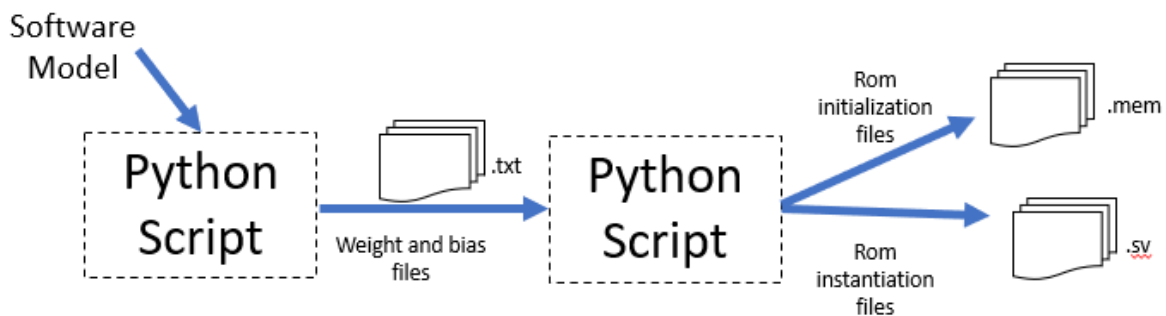 Software
Model
Python
Script
.txt
Weight and bias
files
Python
Script
Rom
initialization
files
.mem
Rom
instantiation
files
.sv